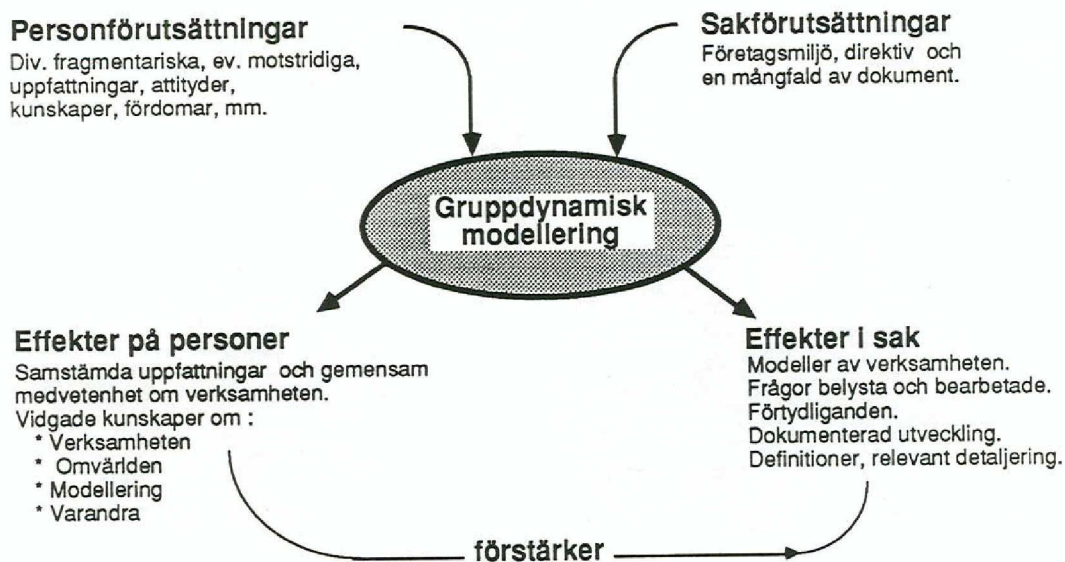 Personförutsättningar
Div. fragmentariska, ev. motstridiga,
uppfattningar, attityder,
kunskaper, fördomar, mm.
Sakförutsättningar
Företagsmiljö, direktiv och
en mångfald av dokument.
Gruppdynamisk
modellering
Effekter på personer
Samstämda uppfattningar och gemensam
medvetenhet om verksamheten.
Vidgade kunskaper om :
* Verksamheten
* Omvärlden
* Modellering
* Varandra
Effekter i sak
Modeller av verksamheten.
Frågor belysta och bearbetade.
Förtydliganden.
Dokumenterad utveckling.
Definitioner, relevant detaljering.
förstärker